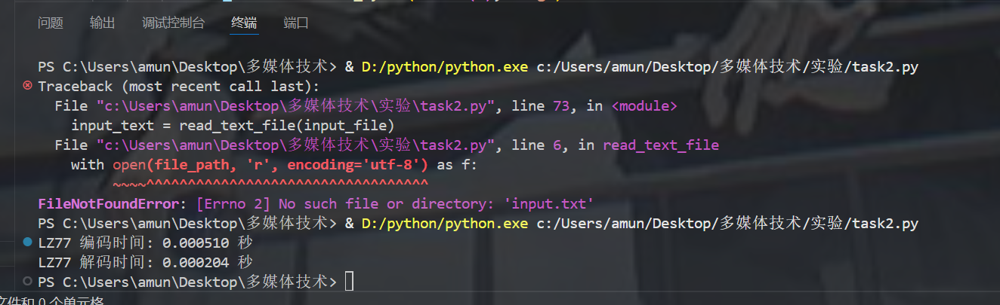 问题 输出 调试控制台 终端 端口
PS C:\Users\amun\Desktop\多媒体技术> & D:/python/python.exe c:/Users/amun/Desktop/多媒体技术/实验/task2.py
Traceback (most recent call last):
  File "c:\Users\amun\Desktop\多媒体技术\实验\task2.py", line 73, in <module>
    input_text = read_text_file(input_file)
  File "c:\Users\amun\Desktop\多媒体技术\实验\task2.py", line 6, in read_text_file
    with open(file_path, 'r', encoding='utf-8') as f:
         ~~~~^^^^^^^^^^^^^^^^^^^^^^^^^^^^^^^^^^
FileNotFoundError: [Errno 2] No such file or directory: 'input.txt'
PS C:\Users\amun\Desktop\多媒体技术> & D:/python/python.exe c:/Users/amun/Desktop/多媒体技术/实验/task2.py
LZ77 编码时间: 0.000510 秒
LZ77 解码时间: 0.000204 秒
PS C:\Users\amun\Desktop\多媒体技术>
文件和 0 个单元格